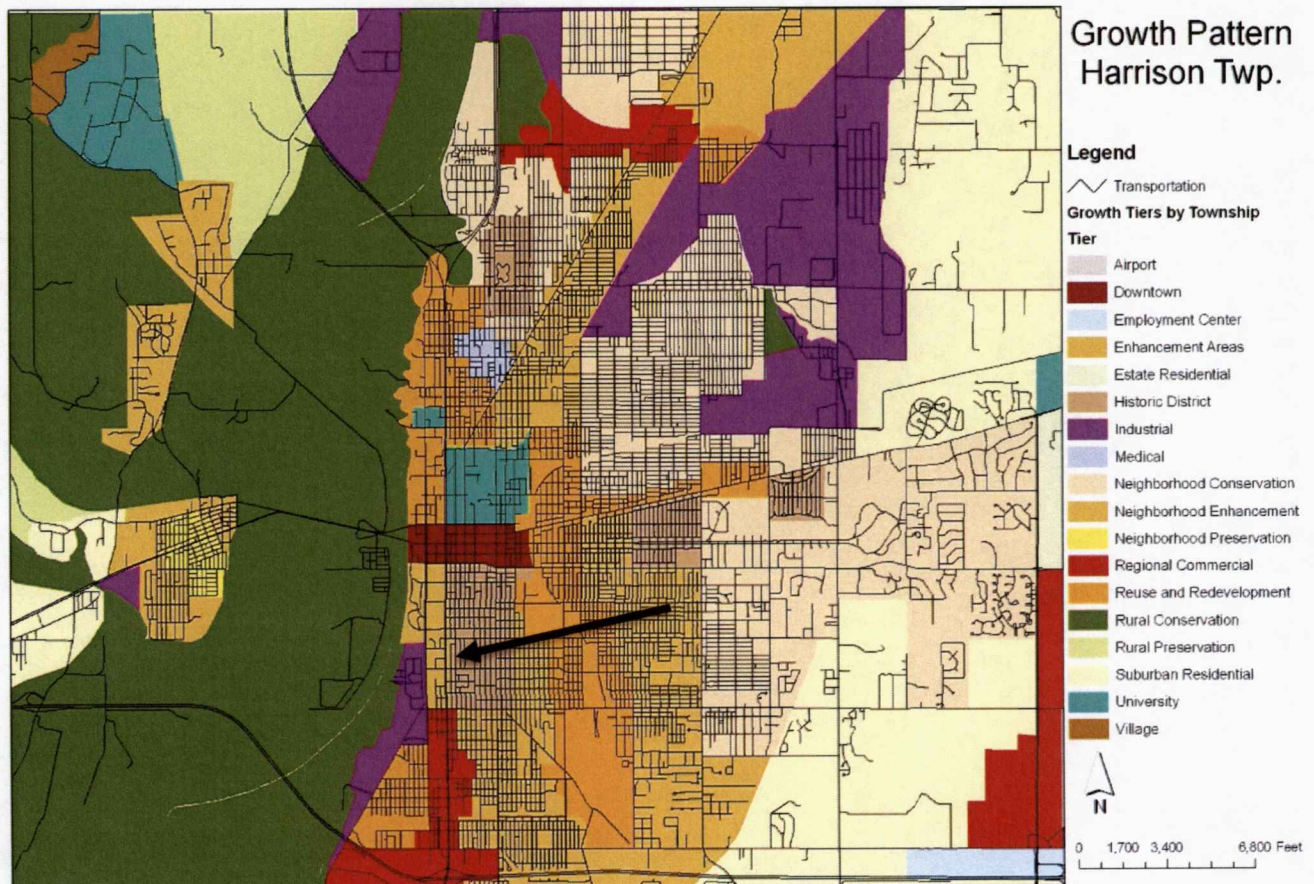 Growth Pattern
Harrison Twp.
Legend
Transportation
Growth Tiers by Township
Tier
Airport
Downtown
Employment Center
Enhancement Areas
Estate Residential
Historic District
Industrial
Medical
Neighborhood Conservation
Neighborhood Enhancement
Neighborhood Preservation
Regional Commercial
Reuse and Redevelopment
Rural Conservation
Rural Preservation
Suburban Residential
University
Village
N
0 1,700 3,400 6,800 Feet